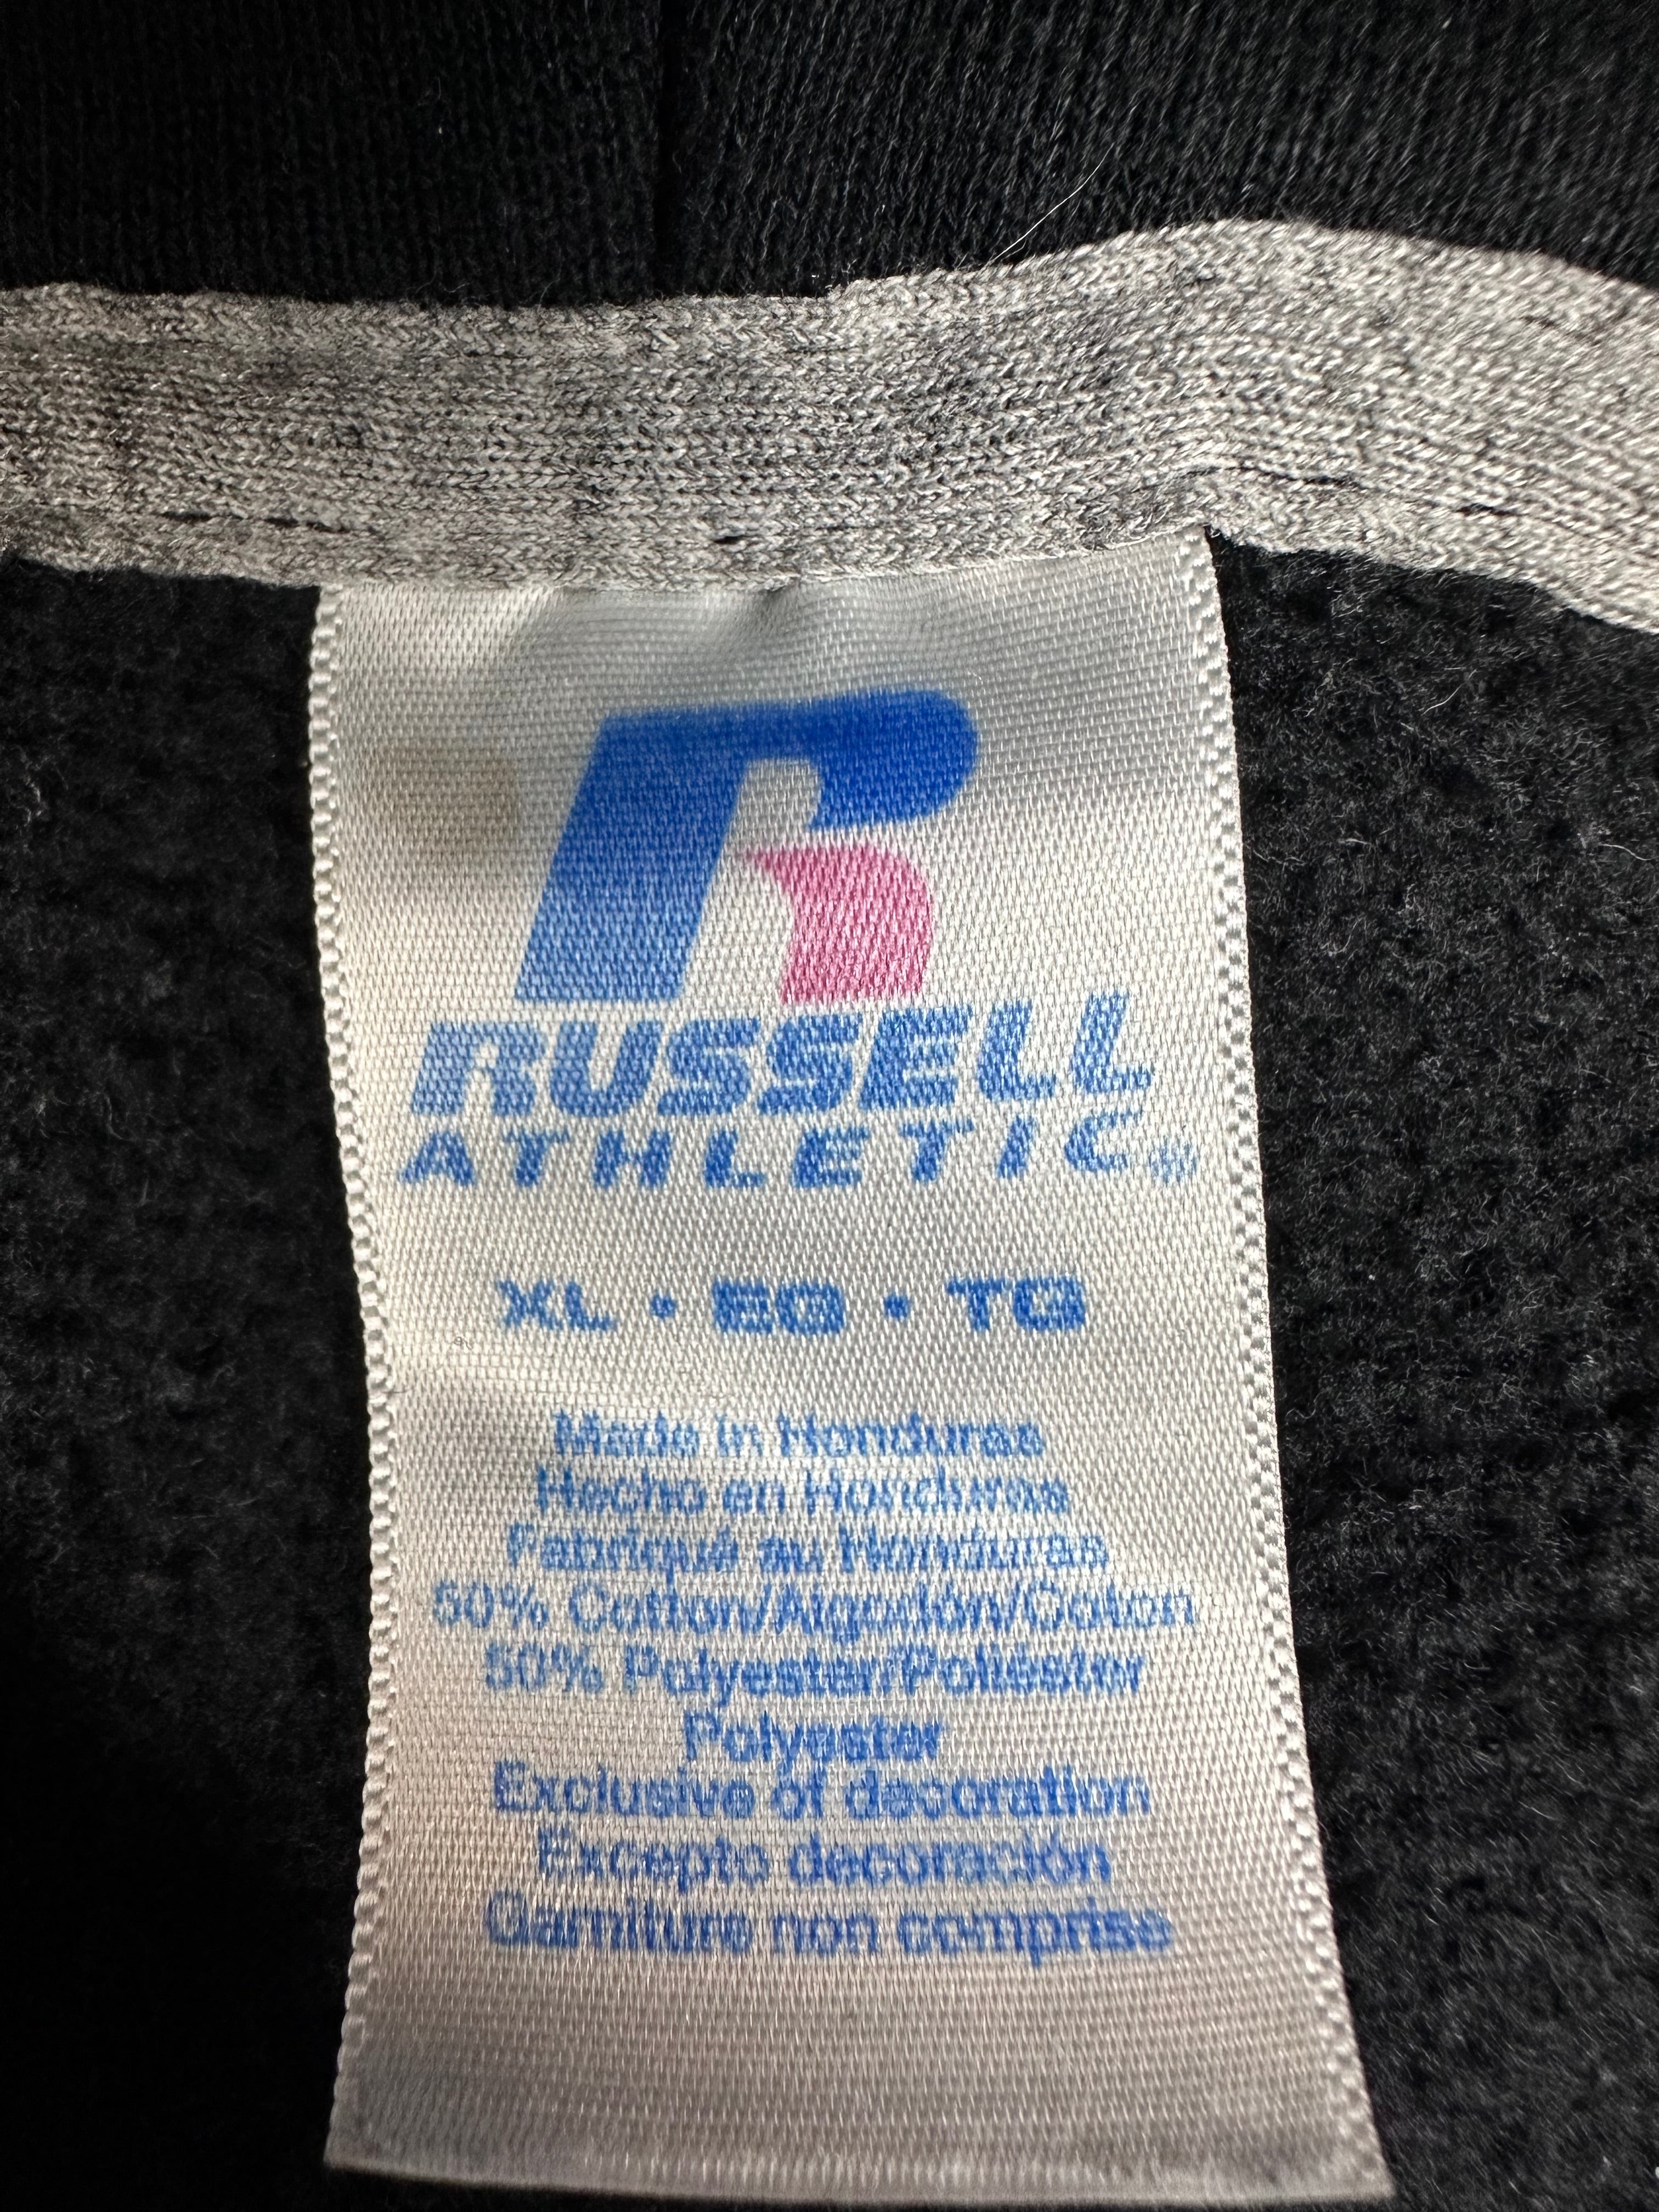 RUSSELL
ATHLETIC®
XL • EG • TG
Made in Honduras
Hecho en Honduras
Fabriqué au Honduras
50% Cotton/Algodón/Coton
50% Polyester/Poliéster
Polyester
Exclusive of decoration
Excepto decoración
Garniture non comprise